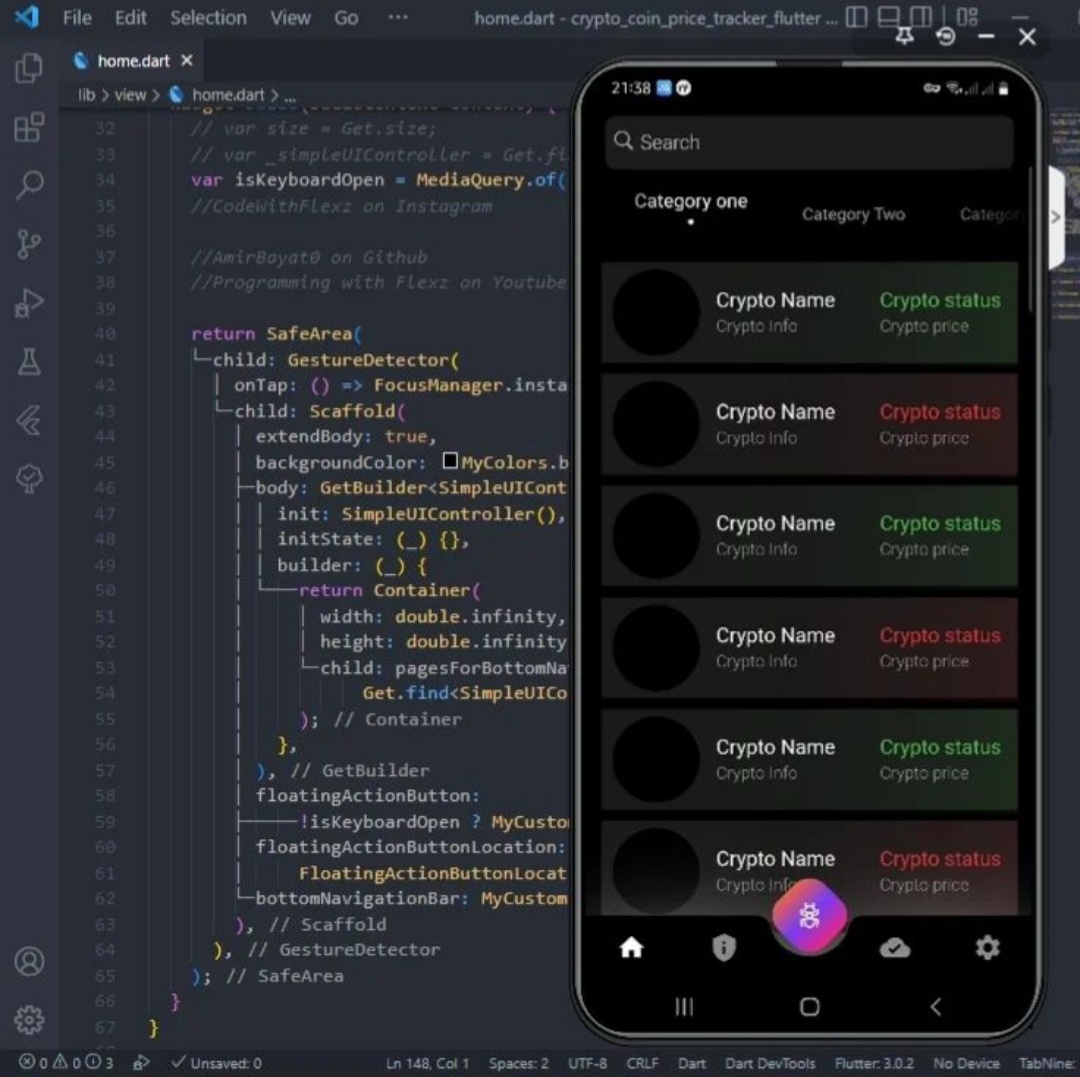 File Edit Selection View Go ··· home.dart - crypto_coin_price_tracker_flutter ...
home.dart
lib > view > home.dart > ...
32 // var size = Get.size;
33 // var _simpleUIController = Get.fi
34 var isKeyboardOpen = MediaQuery.of(
35 //CodeWithFlexz on Instagram
36
37 //AmirBayat0 on Github
38 //Programming with Flexz on Youtube
39
40 return SafeArea(
41 child: GestureDetector(
42 onTap: () => FocusManager.insta
43 child: Scaffold(
44 extendBody: true,
45 backgroundColor: MyColors.b
46 body: GetBuilder<SimpleUICont
47 init: SimpleUIController(),
48 initState: (_) {},
49 builder: (_) {
50 return Container(
51 width: double.infinity,
52 height: double.infinity
53 child: pagesForBottomNa
54 Get.find<SimpleUICo
55 ); // Container
56 },
57 ), // GetBuilder
58 floatingActionButton:
59 !isKeyboardOpen ? MyCusto
60 floatingActionButtonLocation:
61 FloatingActionButtonLocat
62 bottomNavigationBar: MyCustom
63 ), // Scaffold
64 ), // GestureDetector
65 ); // SafeArea
66 }
67 }
21:38
Search
Category one Category Two Categor
Crypto Name Crypto status
Crypto Info Crypto price
Crypto Name Crypto status
Crypto Info Crypto price
Crypto Name Crypto status
Crypto Info Crypto price
Crypto Name Crypto status
Crypto Info Crypto price
Crypto Name Crypto status
Crypto Info Crypto price
Crypto Name Crypto status
Crypto Info Crypto price
0 0 3 Unsaved: 0 Ln 148, Col 1 Spaces: 2 UTF-8 CRLF Dart Dart DevTools Flutter: 3.0.2 No Device TabNine: